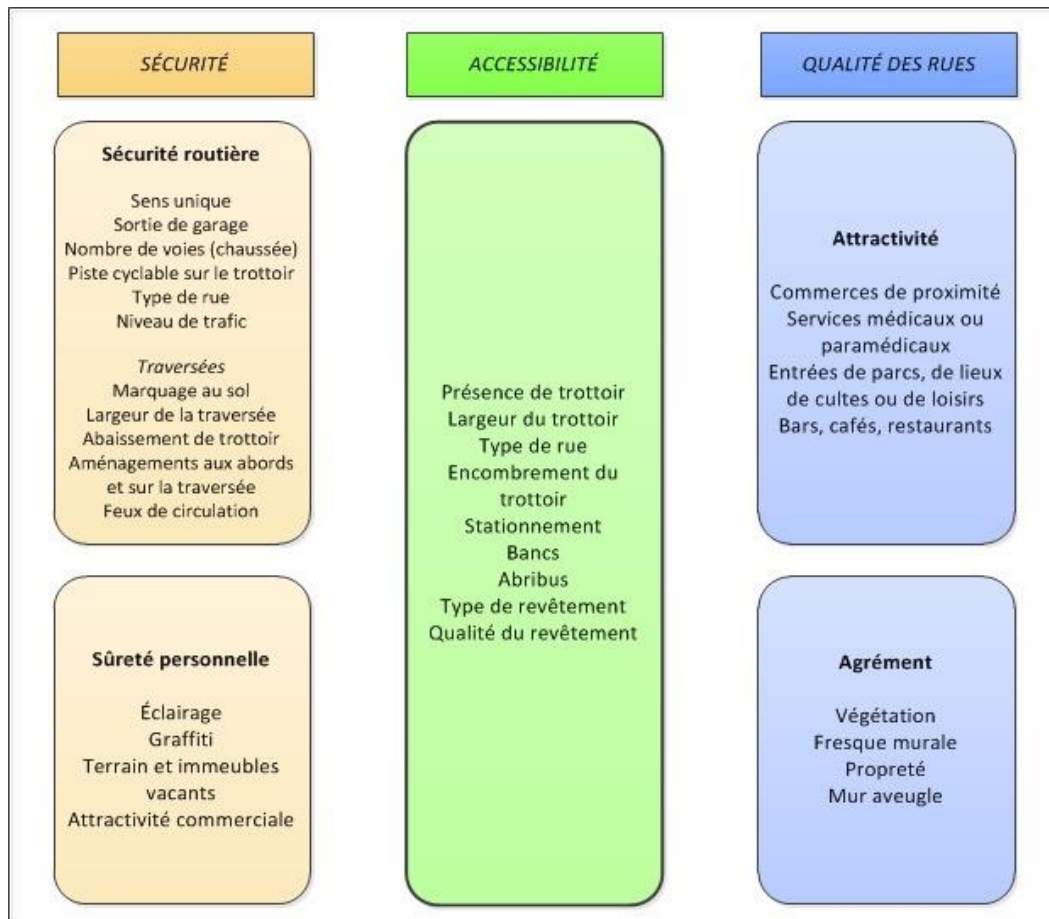 SÉCURITÉ
Sécurité routière
Sens unique
Sortie de garage
Nombre de voies (chaussée)
Piste cyclable sur le trottoir
Type de rue
Niveau de trafic
Traversées
Marquage au sol
Largeur de la traversée
Abaissement de trottoir
Aménagements aux abords
et sur la traversée
Feux de circulation
Sûreté personnelle
Éclairage
Graffiti
Terrain et immeubles
vacants
Attractivité commerciale
ACCESSIBILITÉ
Présence de trottoir
Largeur du trottoir
Type de rue
Encombrement du
trottoir
Stationnement
Bancs
Abribus
Type de revêtement
Qualité du revêtement
QUALITÉ DES RUES
Attractivité
Commerces de proximité
Services médicaux ou
paramédicaux
Entrées de parcs, de lieux
de cultes ou de loisirs
Bars, cafés, restaurants
Agrément
Végétation
Fresque murale
Propreté
Mur aveugle